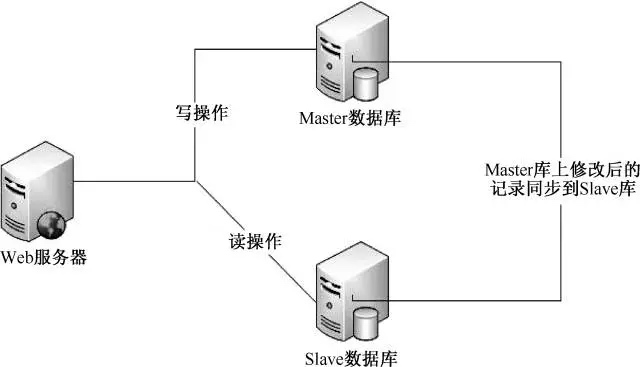 写操作
Master数据库
Master库上修改后的
记录同步到Slave库
Web服务器
读操作
Slave数据库